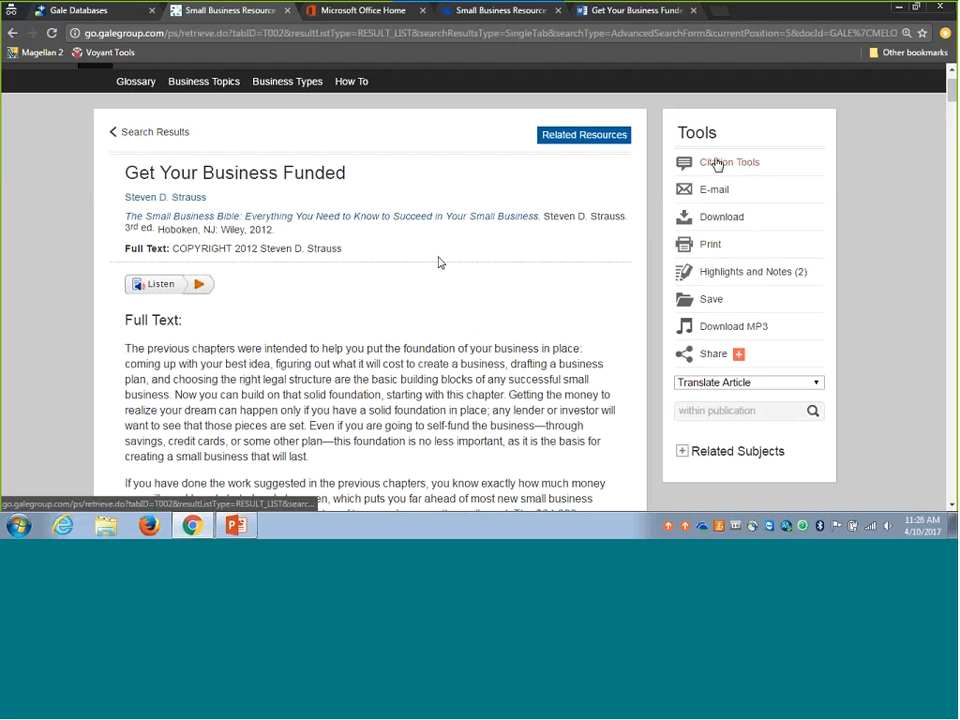 Gale Databases
Small Business Resource
Microsoft Office Home
Small Business Resource
Get Your Business Fund
go.galegroup.com/ps/retrieve.do?tabID=T002&resultListType=RESULT_LIST&searchResultsType=SingleTab&searchType=AdvancedSearchForm&currentPosition=5&docId=GALE%7CMELO
Magellan 2
Voyant Tools
Other bookmarks
Glossary
Business Topics
Business Types
How To
Search Results
Related Resources
Get Your Business Funded
Steven D. Strauss
The Small Business Bible: Everything You Need to Know to Succeed in Your Small Business. Steven D. Strauss.
3rd ed. Hoboken, NJ: Wiley, 2012.
Full Text: COPYRIGHT 2012 Steven D. Strauss
Listen
Full Text:
The previous chapters were intended to help you put the foundation of your business in place:
coming up with your best idea, figuring out what it will cost to create a business, drafting a business
plan, and choosing the right legal structure are the basic building blocks of any successful small
business. Now you can build on that solid foundation, starting with this chapter. Getting the money to
realize your dream can happen only if you have a solid foundation in place; any lender or investor will
want to see that those pieces are set. Even if you are going to self-fund the business—through
savings, credit cards, or some other plan—this foundation is no less important, as it is the basis for
creating a small business that will last.
If you have done the work suggested in the previous chapters, you know exactly how much money
which puts you far ahead of most new small business
Tools
Citation Tools
E-mail
Download
Print
Highlights and Notes (2)
Save
Download MP3
Share
Translate Article
within publication
Related Subjects
go.galegroup.com/ps/retrieve.do?tabID=T002&resultListType=RESULT_LIST&searc...
11:26 AM
4/10/2017